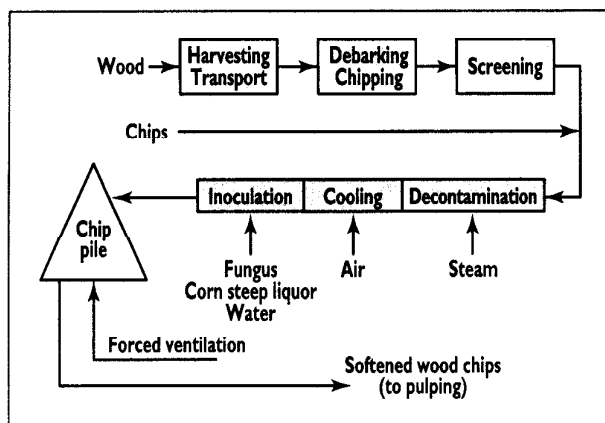 Wood
Harvesting
Transport
Debarking
Chipping
Screening
Chips
Inoculation
Cooling
Decontamination
Chip
pile
Fungus
Corn steep liquor
Water
Air
Steam
Forced ventilation
Softened wood chips
(to pulping)